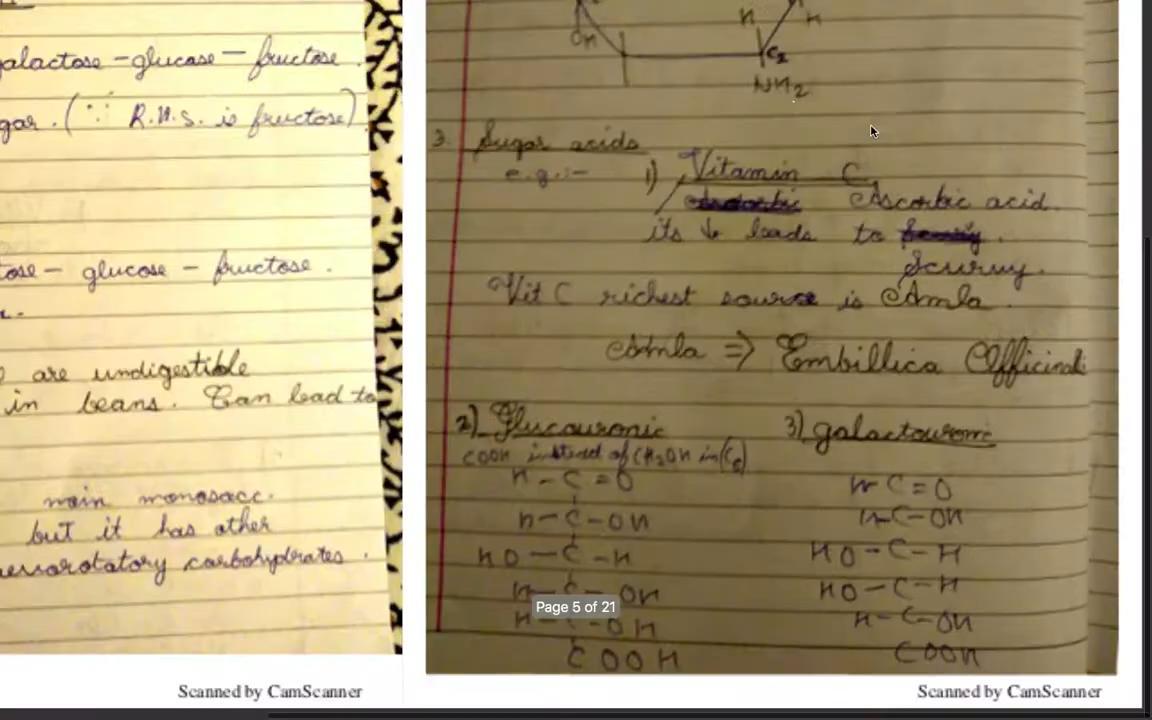 galactose - glucose - fructose.
gar. (∵ R.H.S. is fructose)
tose - glucose - fructose.
are undigestible
in beans. Can lead to
main monosacc.
but it has other
carbohydrates.
Scanned by CamScanner
OH
H
H
C2
NH2
3. Sugar acids
e.g. :- 1) Vitamin C
Ascorbic acid.
its ↓ leads to
Scurvy.
Vit C richest source is Amla.
Amla => Embillica Officinali
2) Glucouronic
COOH instead of CH2OH in (C6)
H-C=O
H-C-OH
HO-C-H
H-C-OH
H-C-OH
COOH
3) galactouronic
H-C=O
H-C-OH
HO-C-H
HO-C-H
H-C-OH
COOH
Page 5 of 21
Scanned by CamScanner